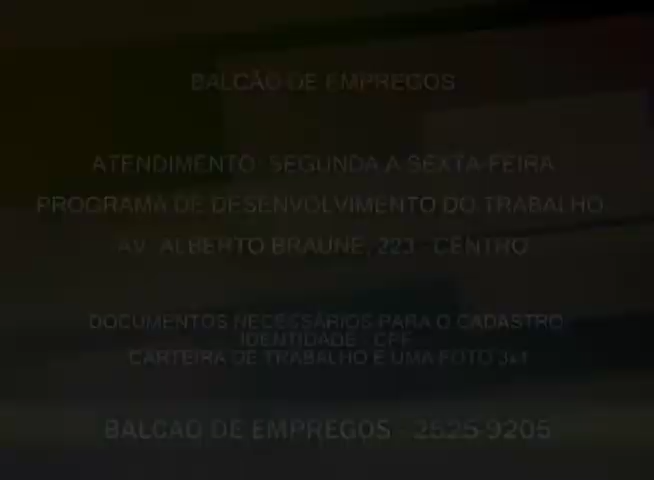 BALCÃO DE EMPREGOS
ATENDIMENTO: SEGUNDA A SEXTA-FEIRA
PROGRAMA DE DESENVOLVIMENTO DO TRABALHO
AV. ALBERTO BRAUNE, 223 - CENTRO
DOCUMENTOS NECESSÁRIOS PARA O CADASTRO
IDENTIDADE - CPF
CARTEIRA DE TRABALHO E UMA FOTO 3x4
BALCÃO DE EMPREGOS - 2525-9205